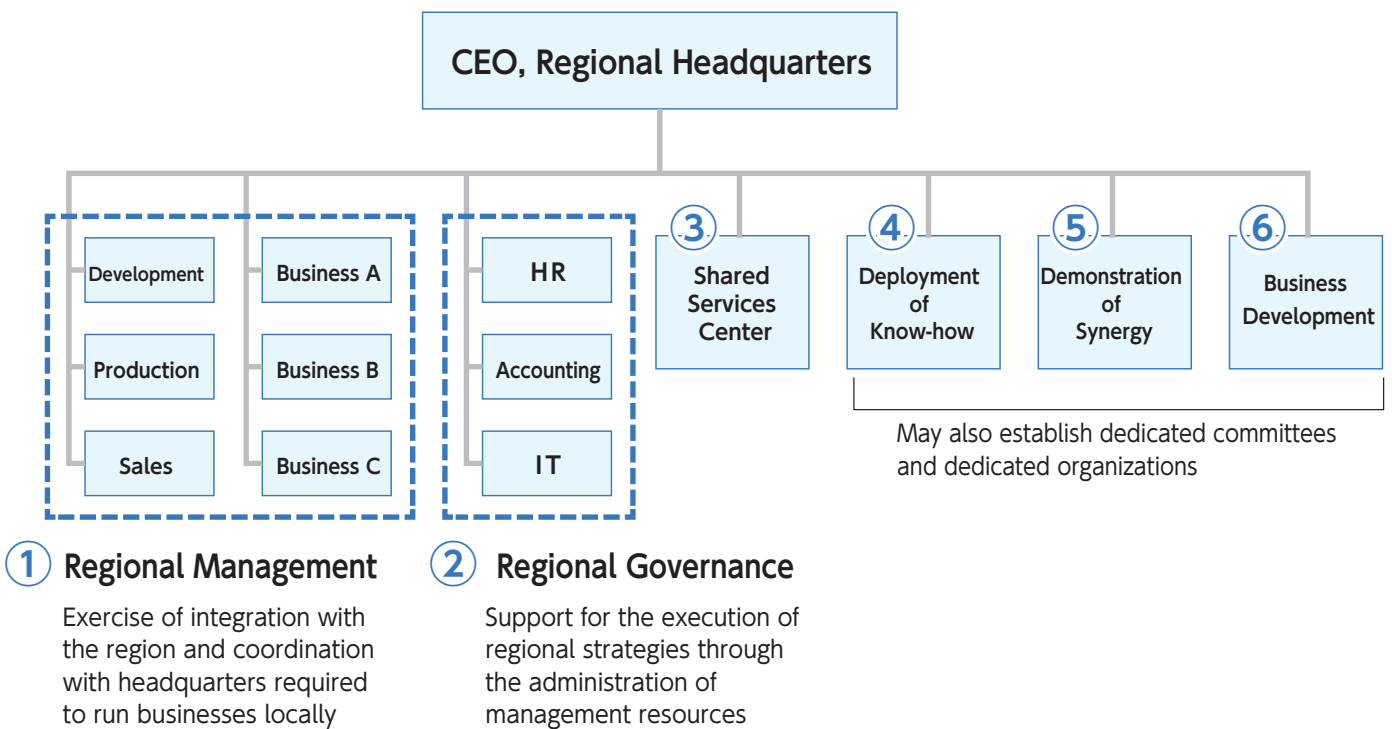 CEO, Regional Headquarters
Development
Production
Sales
Business A
Business B
Business C
HR
Accounting
IT
3
Shared
Services
Center
4
Deployment
of
Know-how
5
Demonstration
of
Synergy
6
Business
Development
May also establish dedicated committees
and dedicated organizations
1 Regional Management
Exercise of integration with
the region and coordination
with headquarters required
to run businesses locally
2 Regional Governance
Support for the execution of
regional strategies through
the administration of
management resources